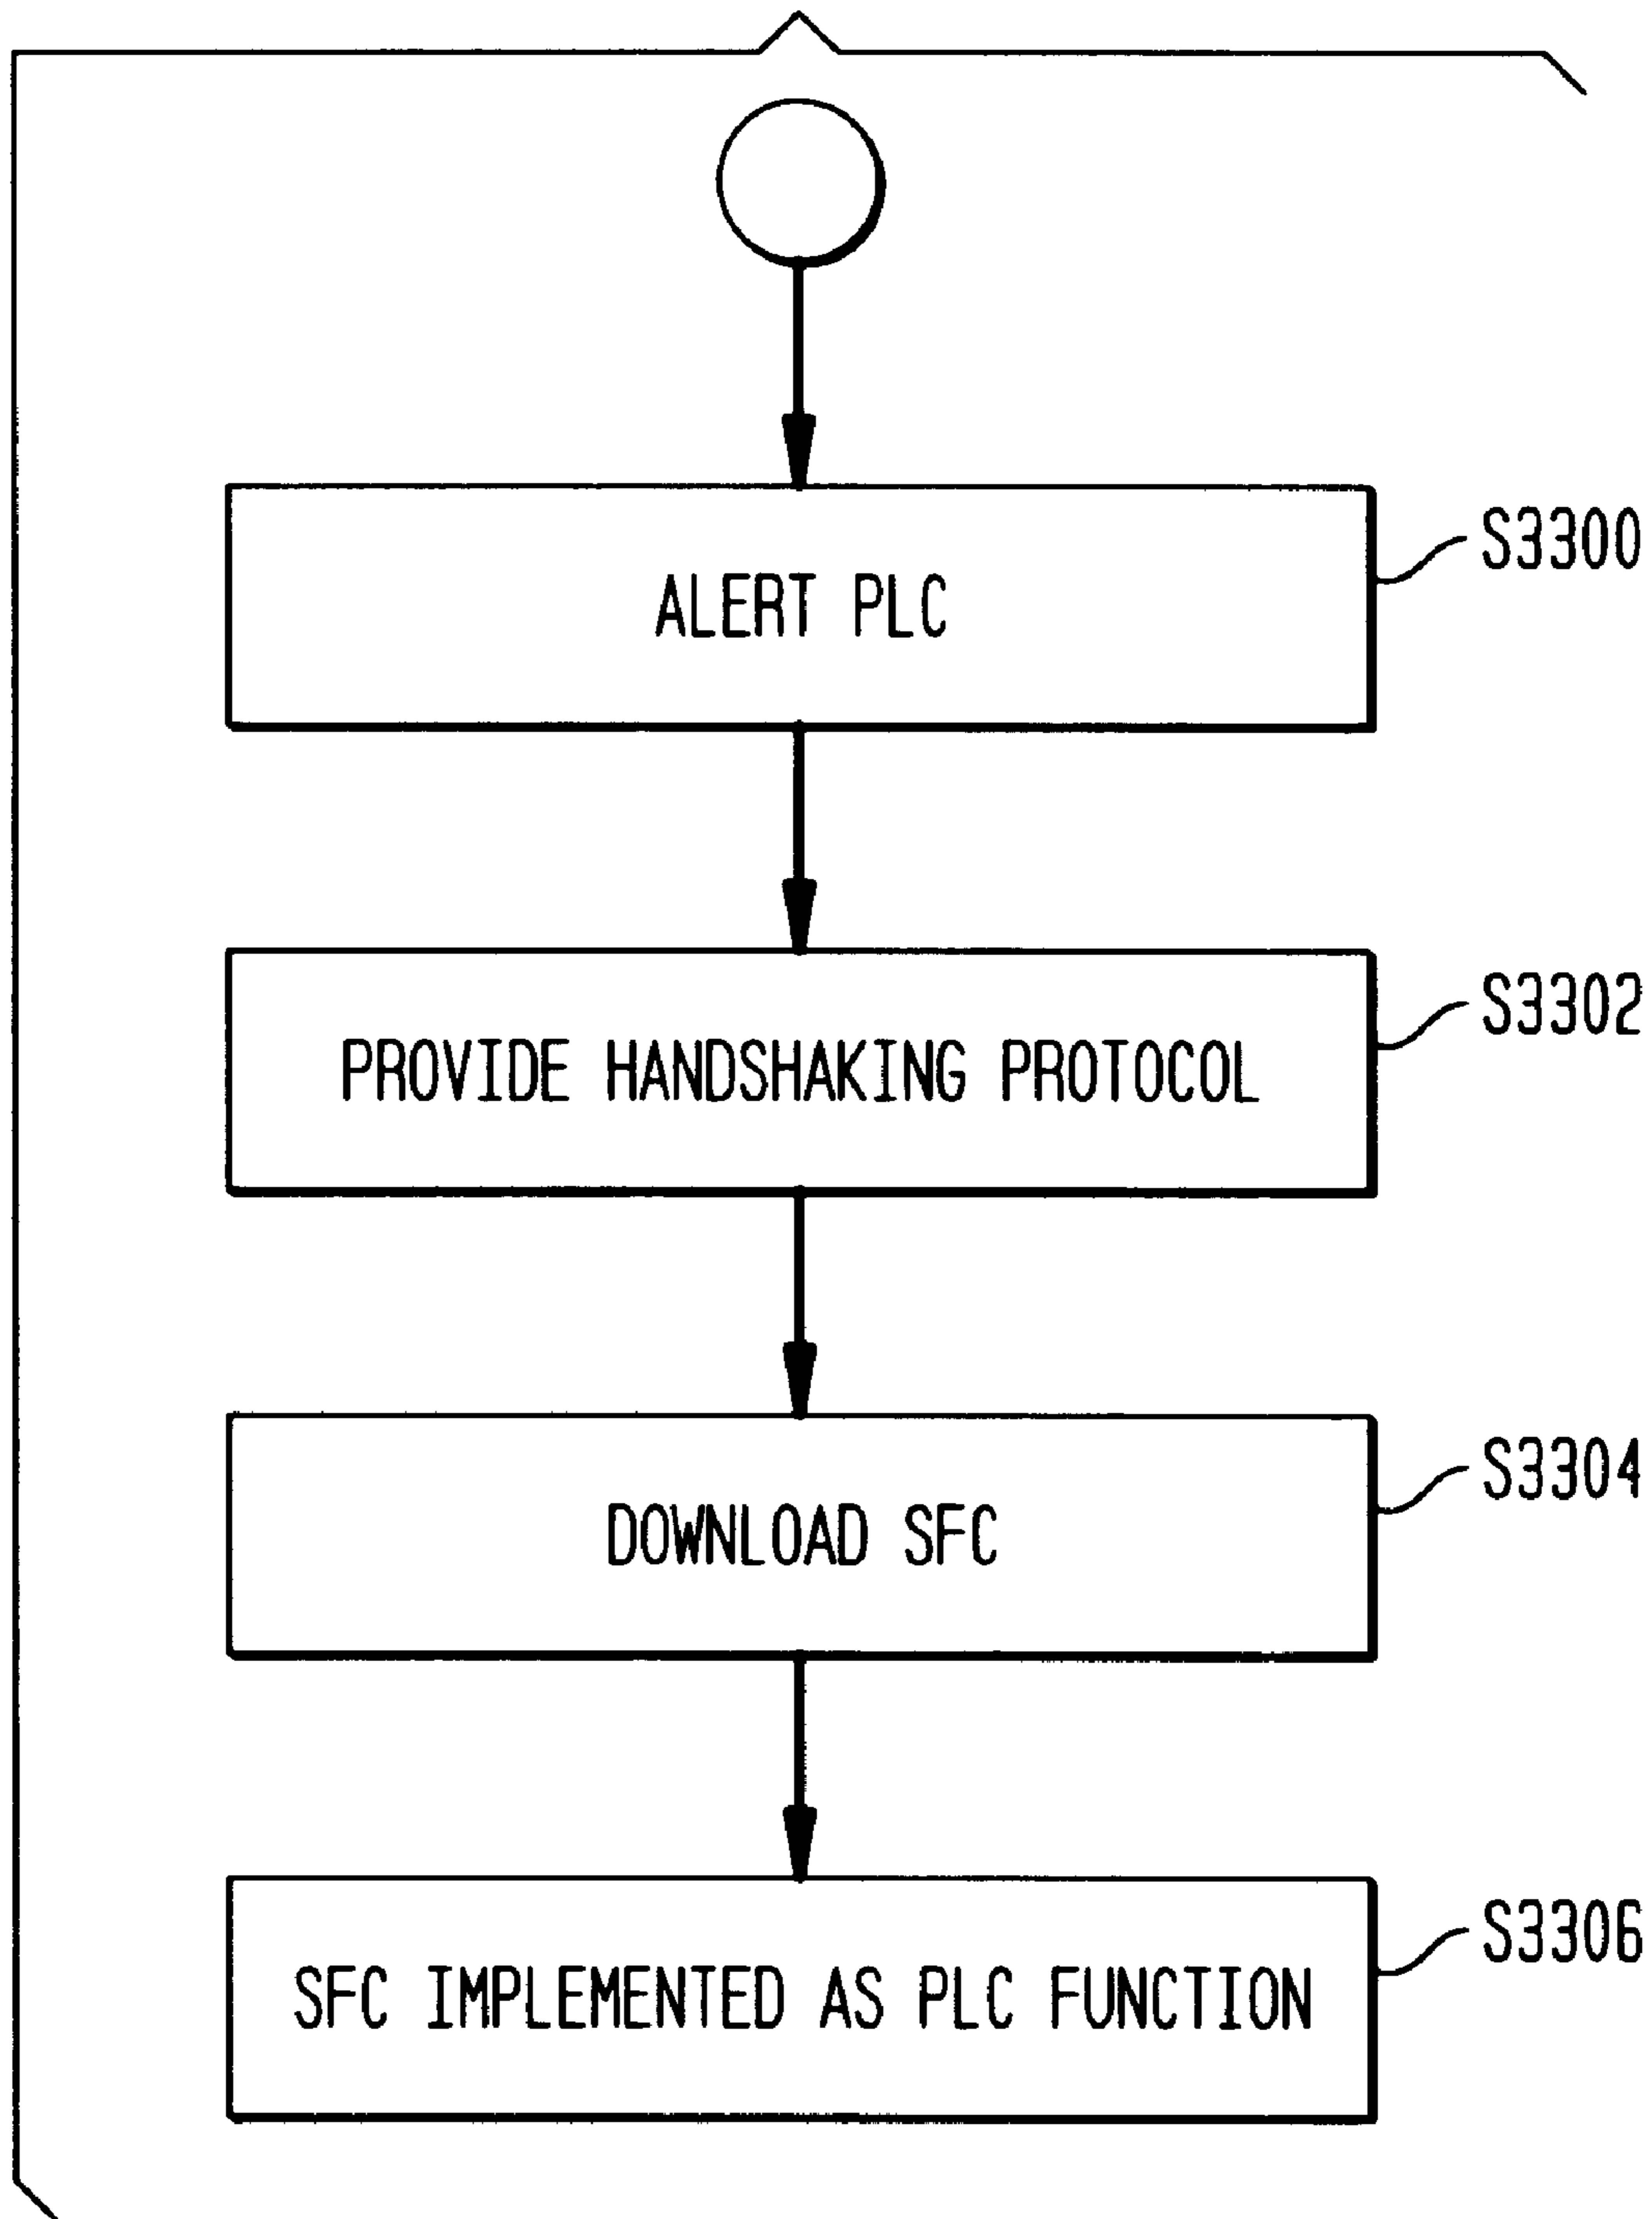 S3300
ALERT PLC
S3302
PROVIDE HANDSHAKING PROTOCOL
S3304
DOWNLOAD SFC
S3306
SFC IMPLEMENTED AS PLC FUNCTION